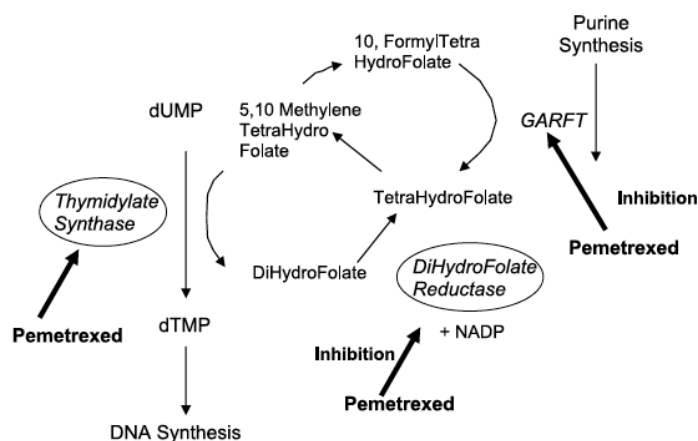 10, FormylTetra
HydroFolate
Purine
Synthesis
dUMP
5,10 Methylene
TetraHydro
Folate
GARFT
Thymidylate
Synthase
TetraHydroFolate
Inhibition
Pemetrexed
DiHydroFolate
DiHydroFolate
Reductase
+ NADP
dTMP
Pemetrexed
Inhibition
Pemetrexed
DNA Synthesis